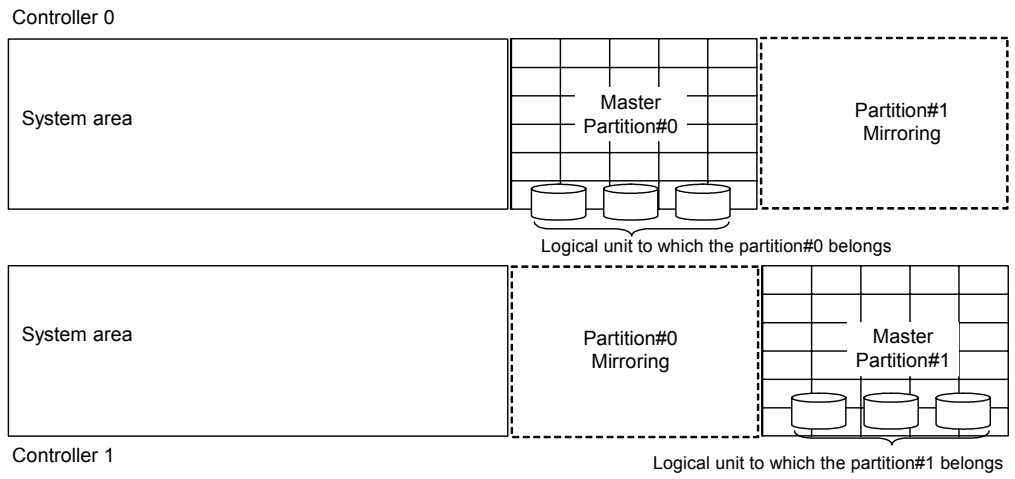 Controller 0
System area
Master
Partition#0
Partition#1
Mirroring
Logical unit to which the partition#0 belongs
System area
Partition#0
Mirroring
Master
Partition#1
Controller 1
Logical unit to which the partition#1 belongs